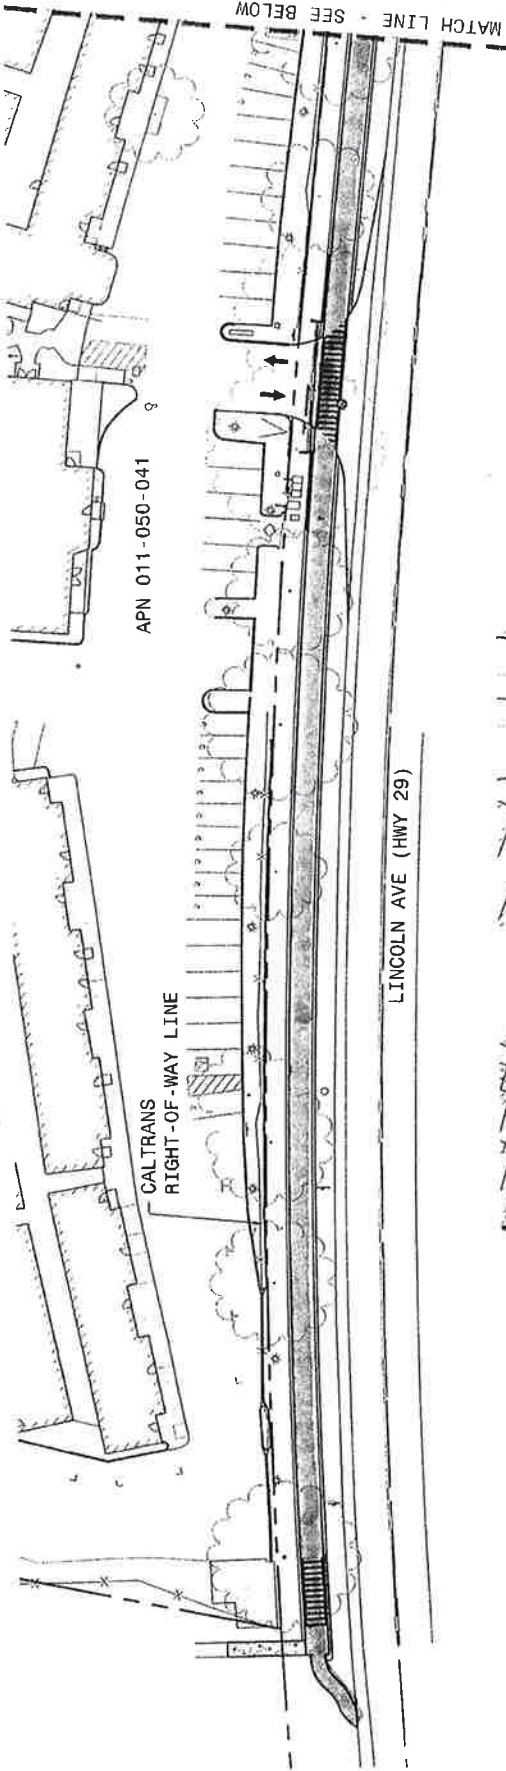 MATCH LINE - SEE BELOW
APN 011-050-041
LINCOLN AVE (HWY 29)
CALTRANS
RIGHT-OF-WAY LINE